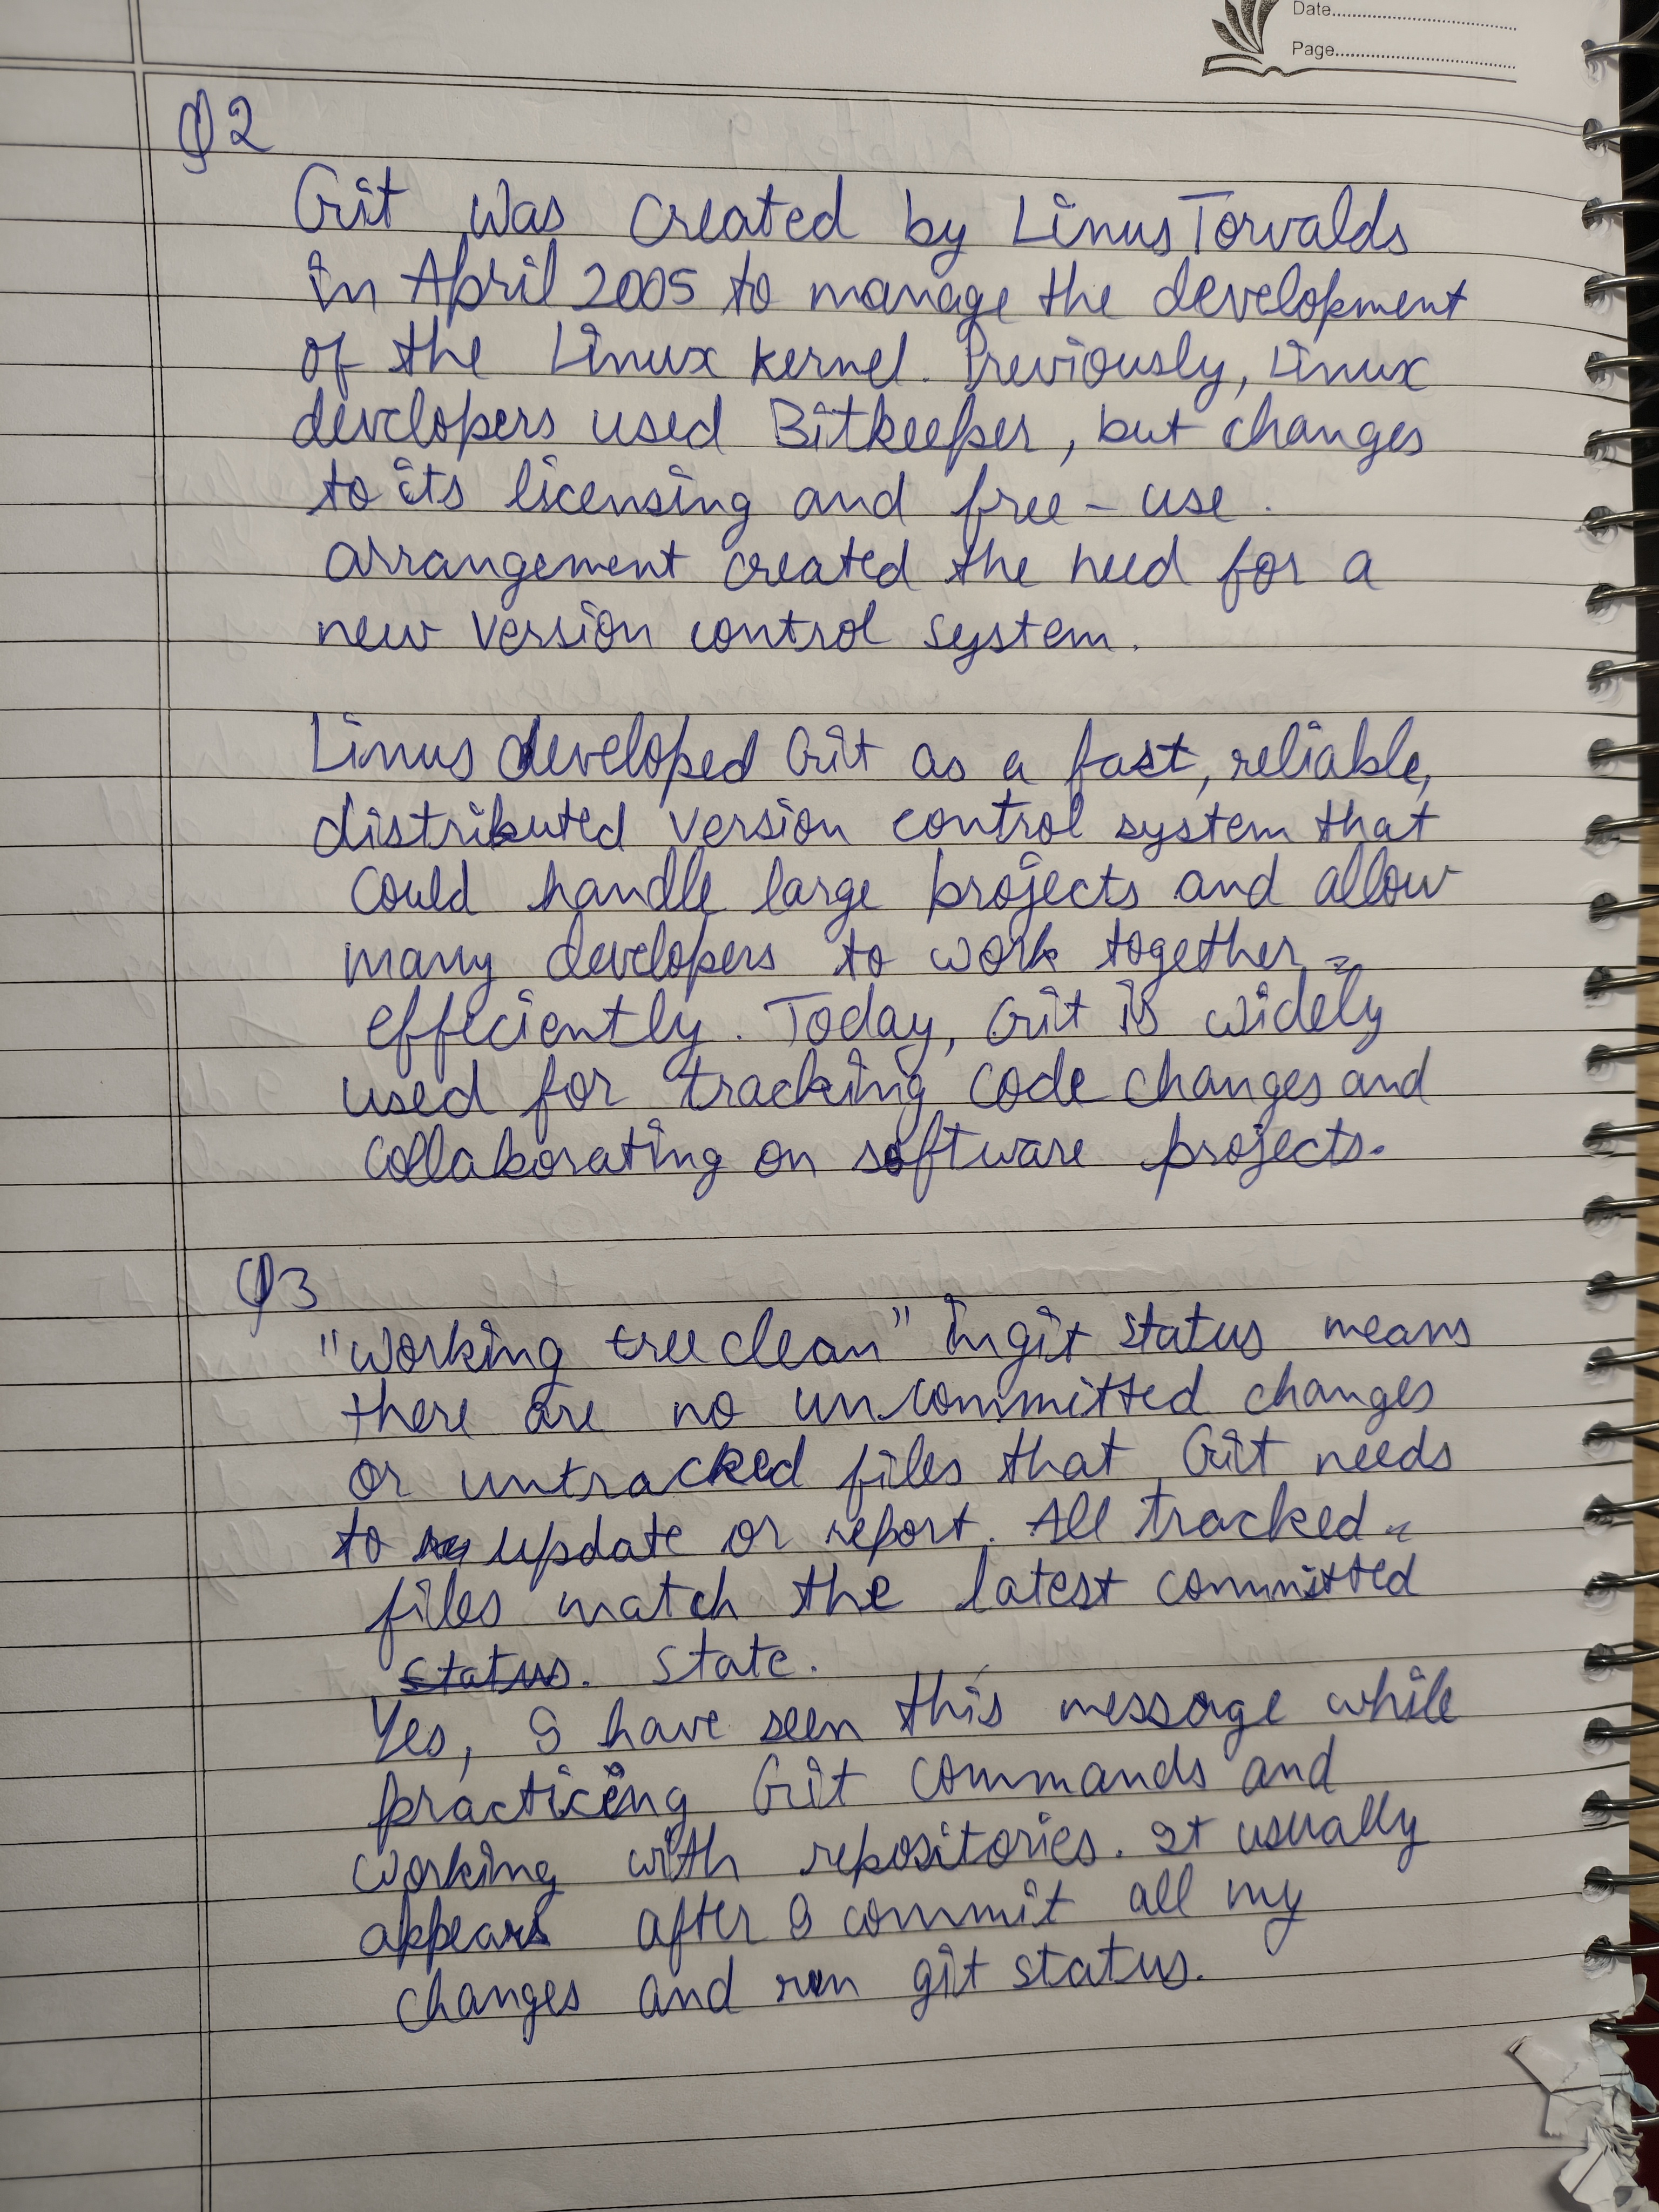 Date
Page
Q2
Git was created by Linus Torvalds
in April 2005 to manage the development
of the Linux kernel. Previously, Linux
developers used Bitkeeper, but changes
to its licensing and free - use.
arrangement created the need for a
new version control system.
Linus developed Git as a fast, reliable,
distributed version control system that
could handle large projects and allow
many developers to work together
efficiently. Today, Git is widely
used for tracking code changes and
collaborating on software projects.
Q3
"working tree clean" in git status means
there are no uncommitted changes
or untracked files that Git needs
to update or report. All tracked
files match the latest committed
status. state.
Yes, I have seen this message while
practicing Git commands and
working with repositories. It usually
appears after I commit all my
changes and run git status.